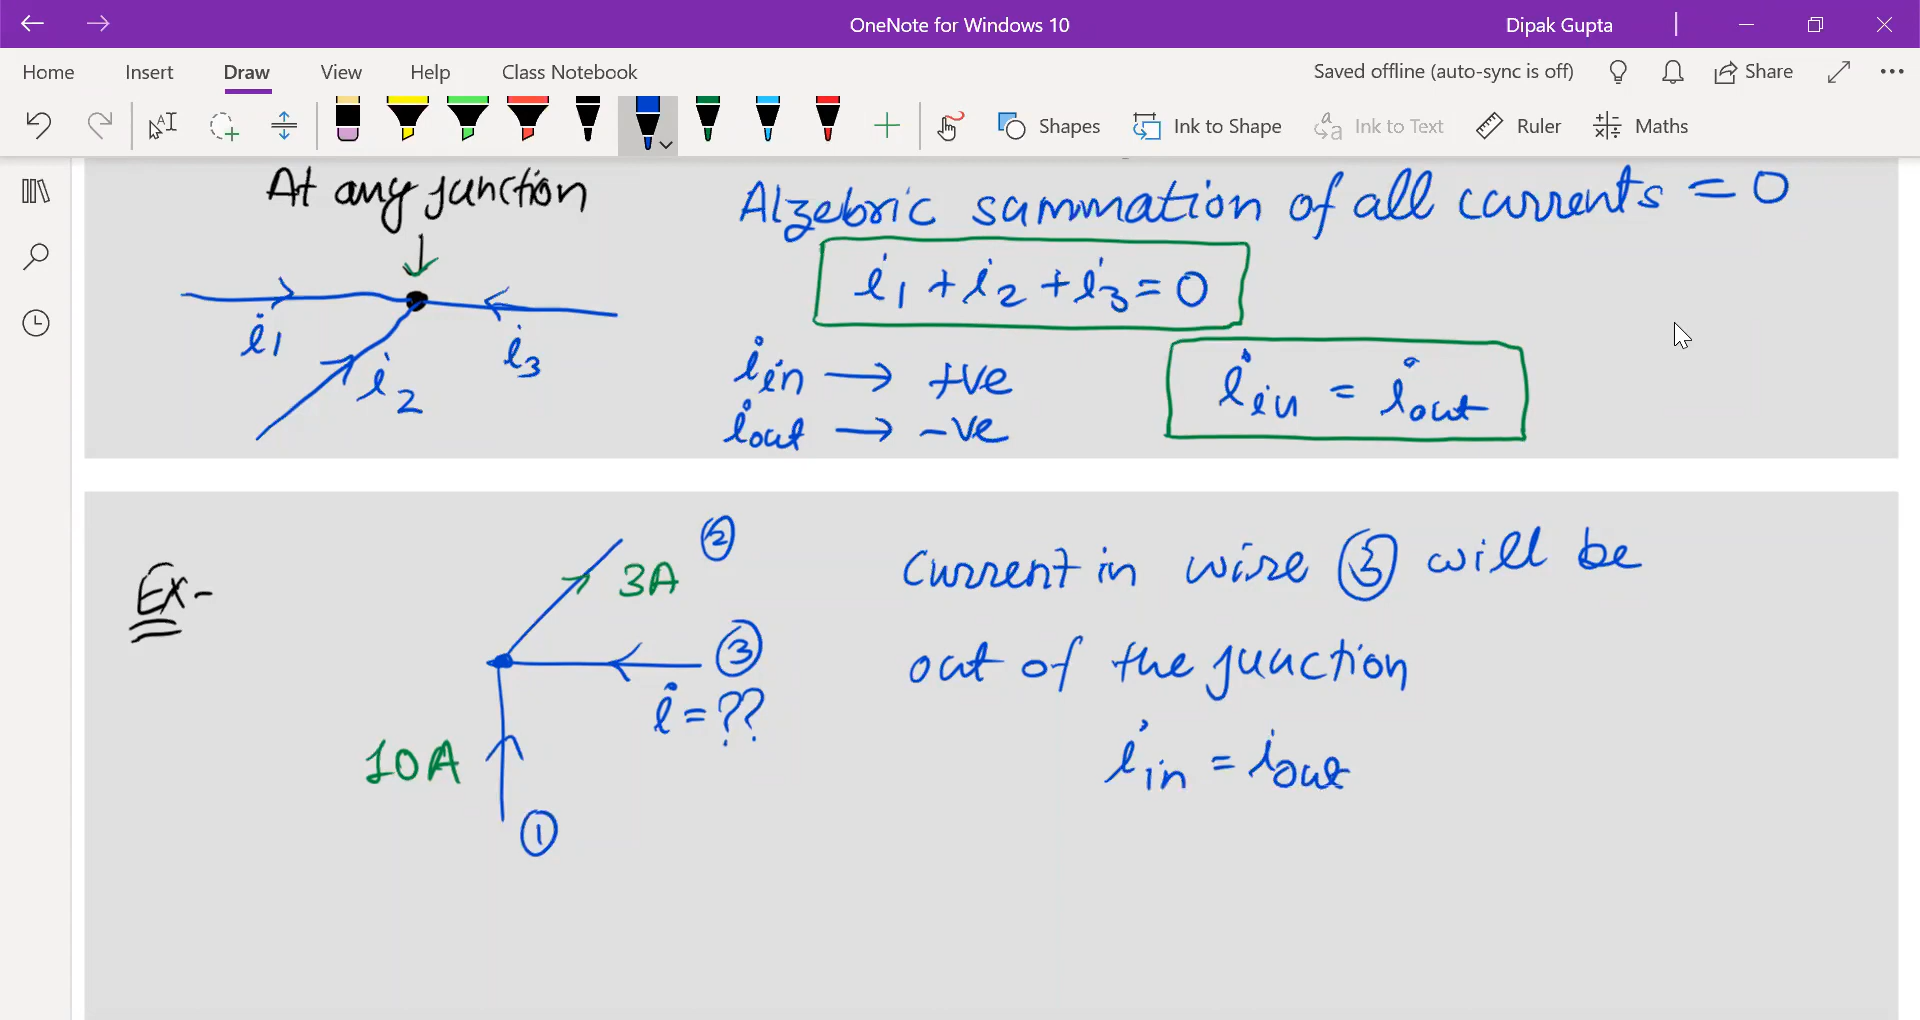 OneNote for Windows 10
Dipak Gupta
Home Insert Draw View Help Class Notebook
Saved offline (auto-sync is off)
Share
Shapes
Ink to Shape
Ink to Text
Ruler
Maths
At any junction
Alzebric summation of all currents = 0
i1 + i2 + i3 = 0
i1
i2
i3
iin → +ve
iout → -ve
iin = iout
Ex-
②
3A
③
i = ??
10A
①
Current in wire ③ will be
out of the junction
iin = iout